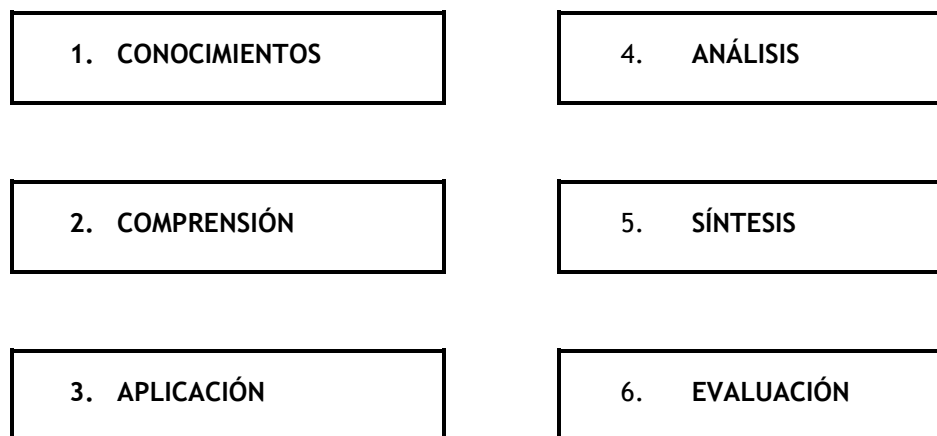 1. CONOCIMIENTOS
2. COMPRENSIÓN
3. APLICACIÓN
4. ANÁLISIS
5. SÍNTESIS
6. EVALUACIÓN